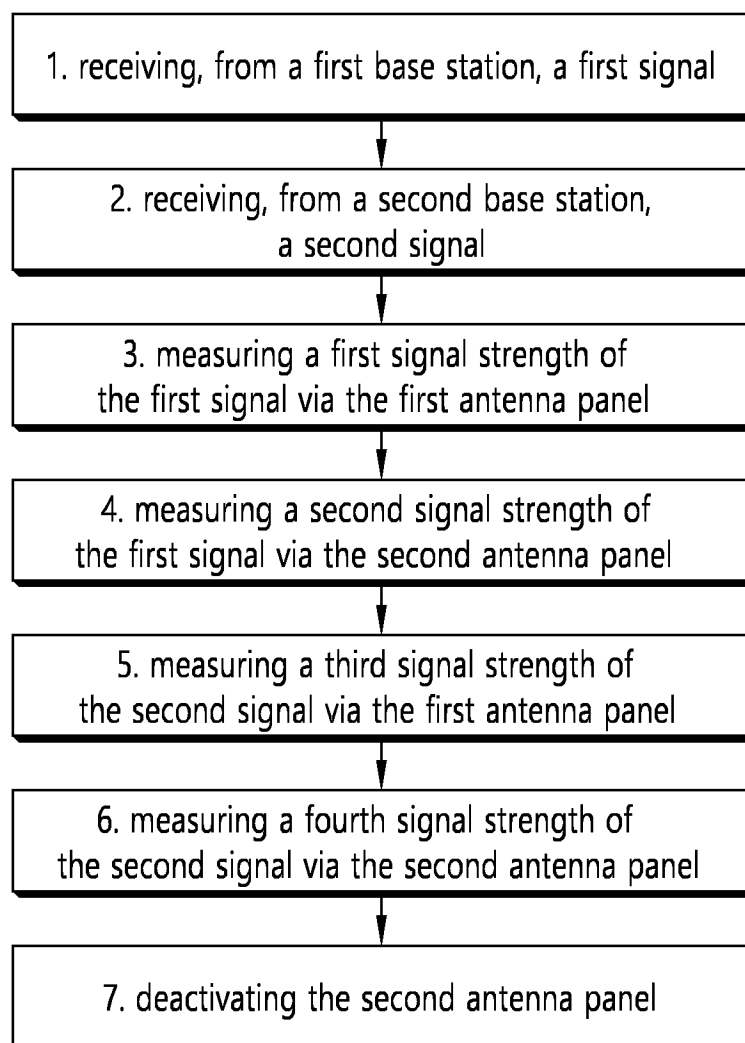 1. receiving, from a first base station, a first signal
2. receiving, from a second base station,
a second signal
3. measuring a first signal strength of
the first signal via the first antenna panel
4. measuring a second signal strength of
the first signal via the second antenna panel
5. measuring a third signal strength of
the second signal via the first antenna panel
6. measuring a fourth signal strength of
the second signal via the second antenna panel
7. deactivating the second antenna panel